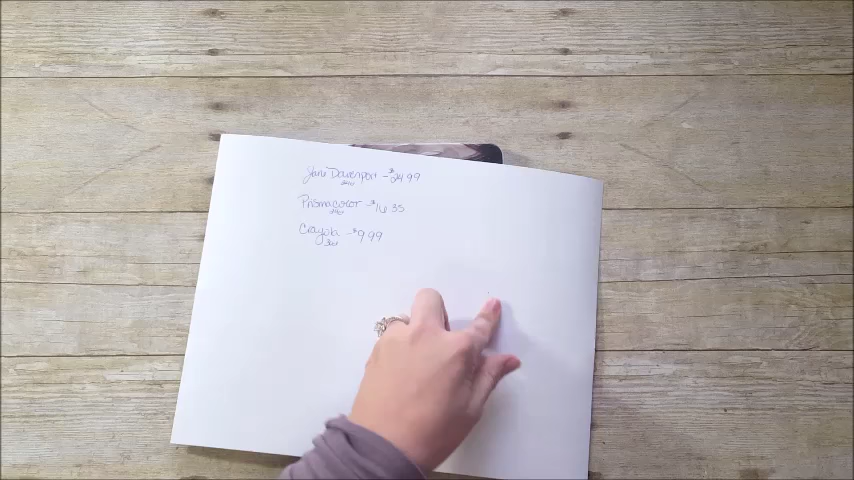 Jane Davenport - $24.99
Prismacolor - $16.35
Crayola - $9.99